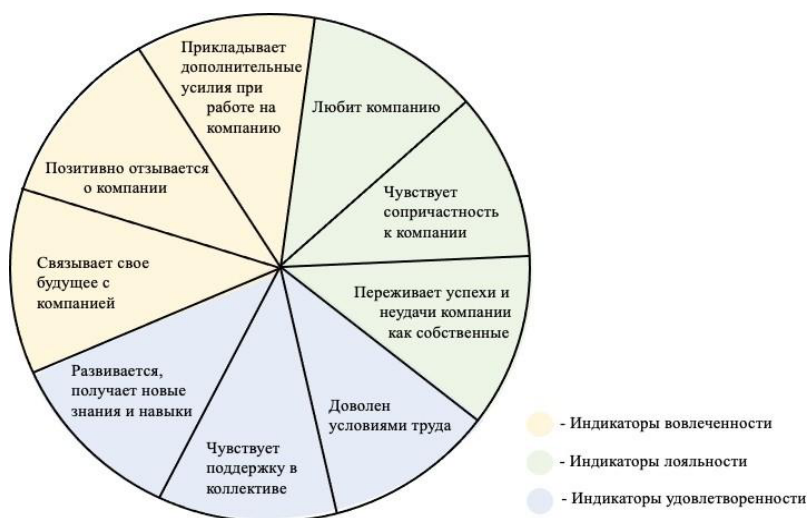 Прикладывает
дополнительные
усилия при
работе на
компанию
Любит компанию
Чувствует
сопричастность
к компании
Переживает успехи и
неудачи компании
как собственные
Доволен
условиями труда
Чувствует
поддержку в
коллективе
Развивается,
получает новые
знания и навыки
Связывает свое
будущее с
компанией
Позитивно отзывается
о компании
- Индикаторы вовлеченности
- Индикаторы лояльности
- Индикаторы удовлетворенности